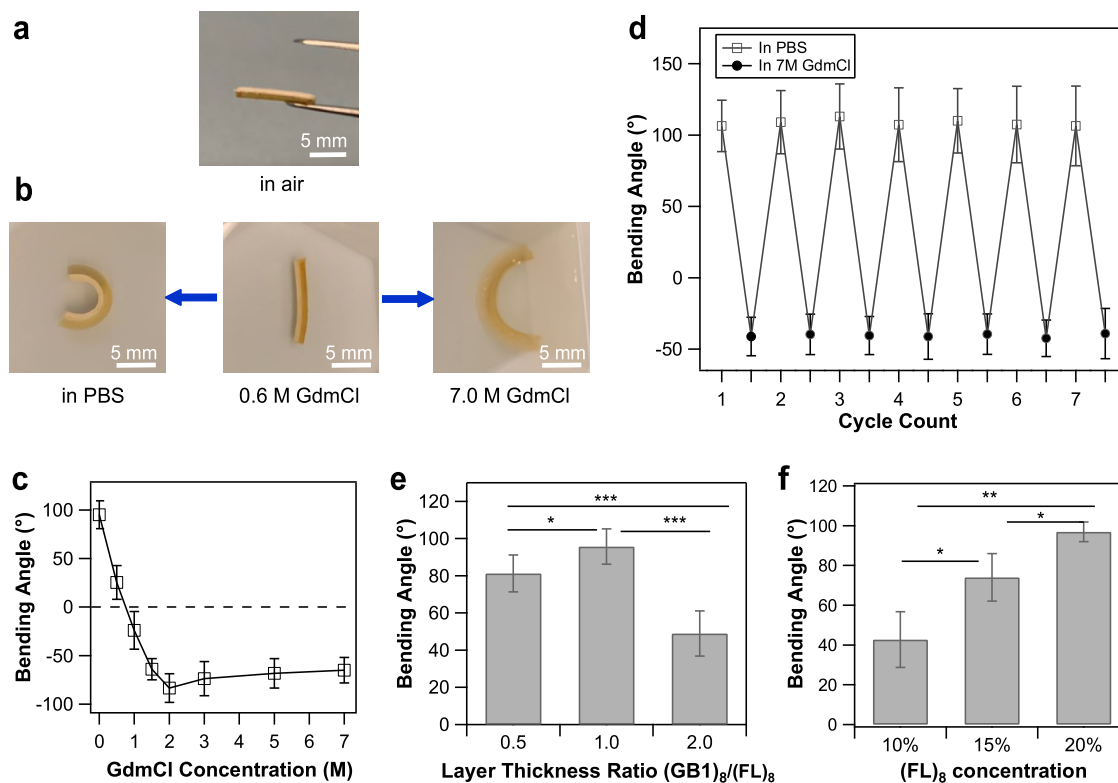 a
5 mm
in air
b
5 mm
5 mm
5 mm
in PBS
0.6 M GdmCl
7.0 M GdmCl
c
Bending Angle (°)
100
50
0
-50
-100
0 1 2 3 4 5 6 7
GdmCl Concentration (M)
d
In PBS
In 7M GdmCl
Bending Angle (°)
150
100
50
0
-50
1 2 3 4 5 6 7
Cycle Count
e
Bending Angle (°)
120
100
80
60
40
20
0
***
* ***
0.5 1.0 2.0
Layer Thickness Ratio (GB1)₈/(FL)₈
f
Bending Angle (°)
120
100
80
60
40
20
0
**
*
*
10% 15% 20%
(FL)₈ concentration